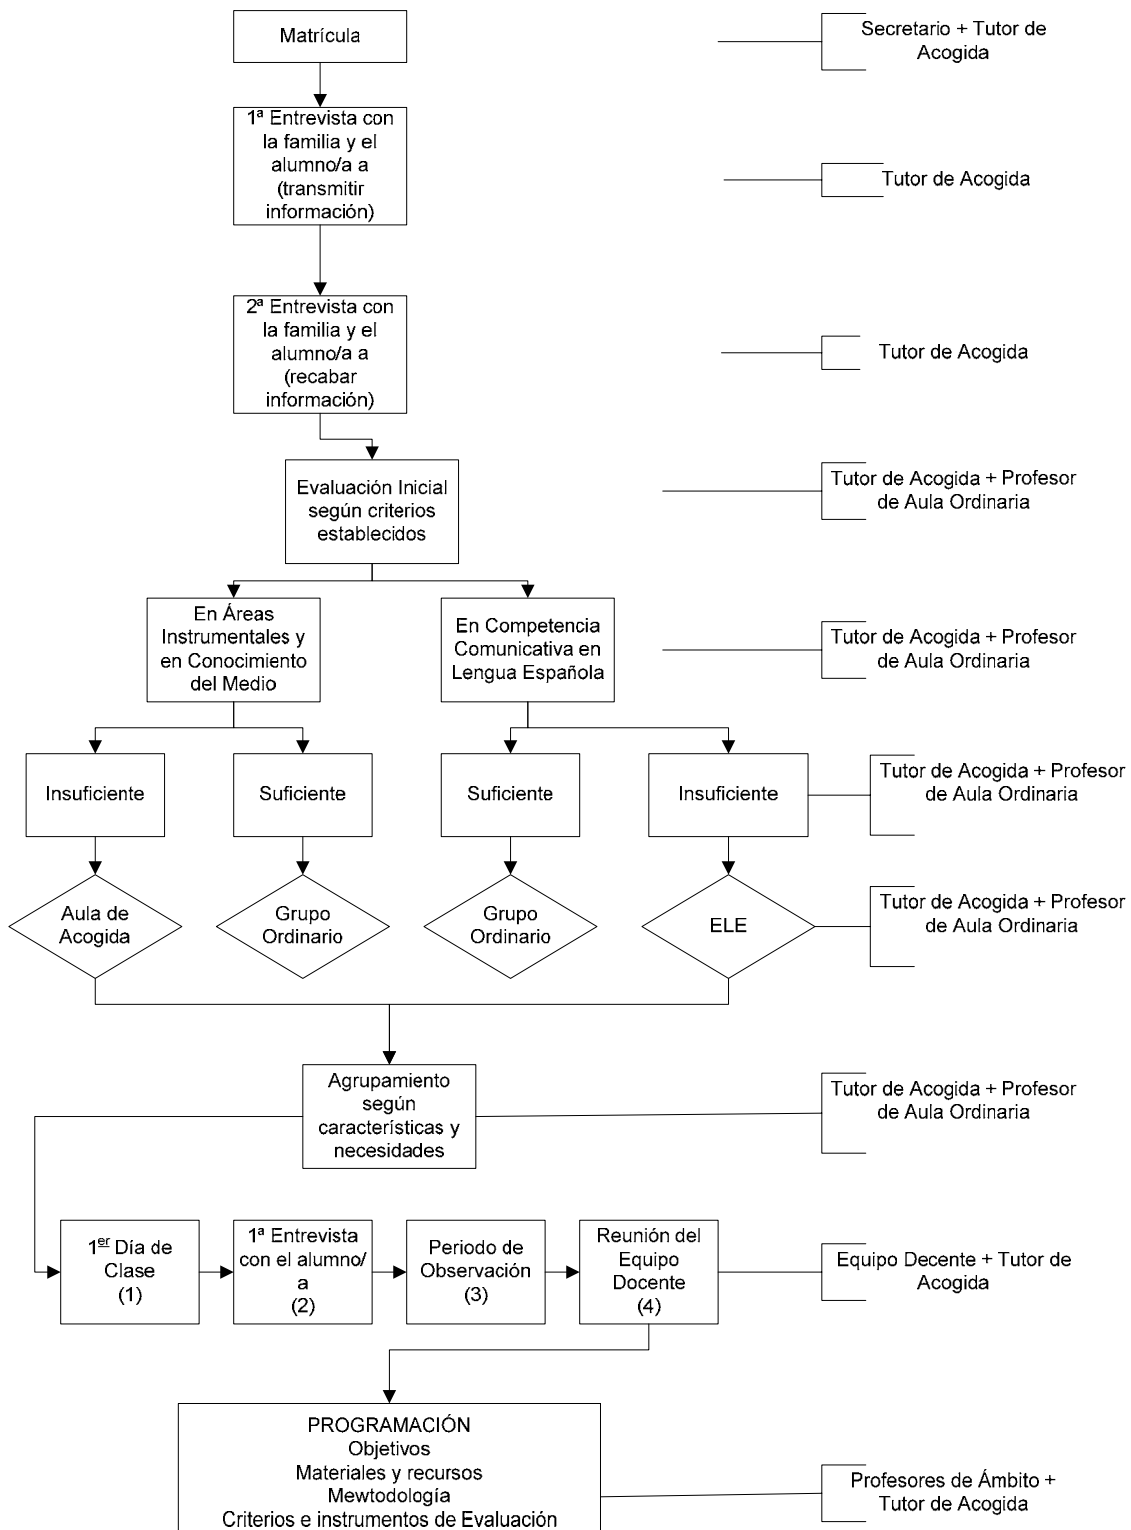 Matrícula
Secretario + Tutor de
Acogida
1ª Entrevista con
la familia y el
alumno/a a
(transmitir
información)
Tutor de Acogida
2ª Entrevista con
la familia y el
alumno/a a
(recabar
información)
Tutor de Acogida
Evaluación Inicial
según criterios
establecidos
Tutor de Acogida + Profesor
de Aula Ordinaria
En Áreas
Instrumentales y
en Conocimiento
del Medio
En Competencia
Comunicativa en
Lengua Española
Tutor de Acogida + Profesor
de Aula Ordinaria
Insuficiente
Suficiente
Suficiente
Insuficiente
Tutor de Acogida + Profesor
de Aula Ordinaria
Aula de
Acogida
Grupo
Ordinario
Grupo
Ordinario
ELE
Tutor de Acogida + Profesor
de Aula Ordinaria
Agrupamiento
según
características y
necesidades
Tutor de Acogida + Profesor
de Aula Ordinaria
1er Día de
Clase
(1)
1ª Entrevista
con el alumno/
a
(2)
Periodo de
Observación
(3)
Reunión del
Equipo
Docente
(4)
Equipo Decente + Tutor de
Acogida
PROGRAMACIÓN
Objetivos
Materiales y recursos
Mewtodología
Criterios e instrumentos de Evaluación
Profesores de Ámbito +
Tutor de Acogida